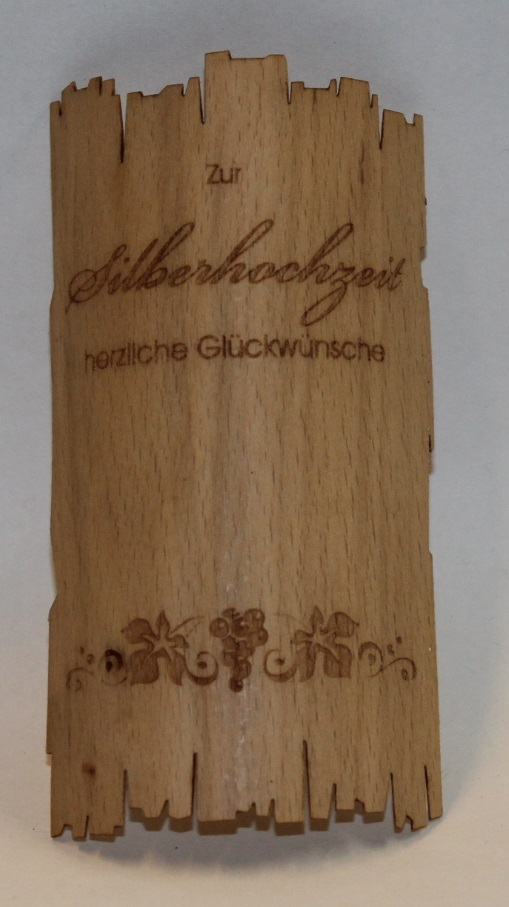 Zur
Silberhochzeit
herzliche Glückwünsche